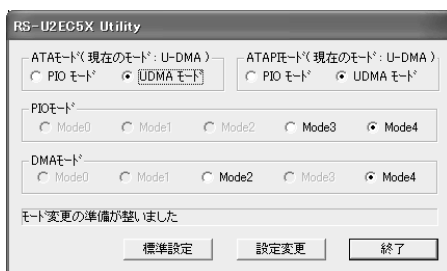 RS-U2EC5X Utility
ATAモード(現在のモード: U-DMA)
PIO モード UDMA モード
ATAPIモード(現在のモード: U-DMA)
PIO モード UDMA モード
PIOモード
Mode0 Mode1 Mode2 Mode3 Mode4
DMAモード
Mode0 Mode1 Mode2 Mode3 Mode4
モード変更の準備が整いました
標準設定 設定変更 終了